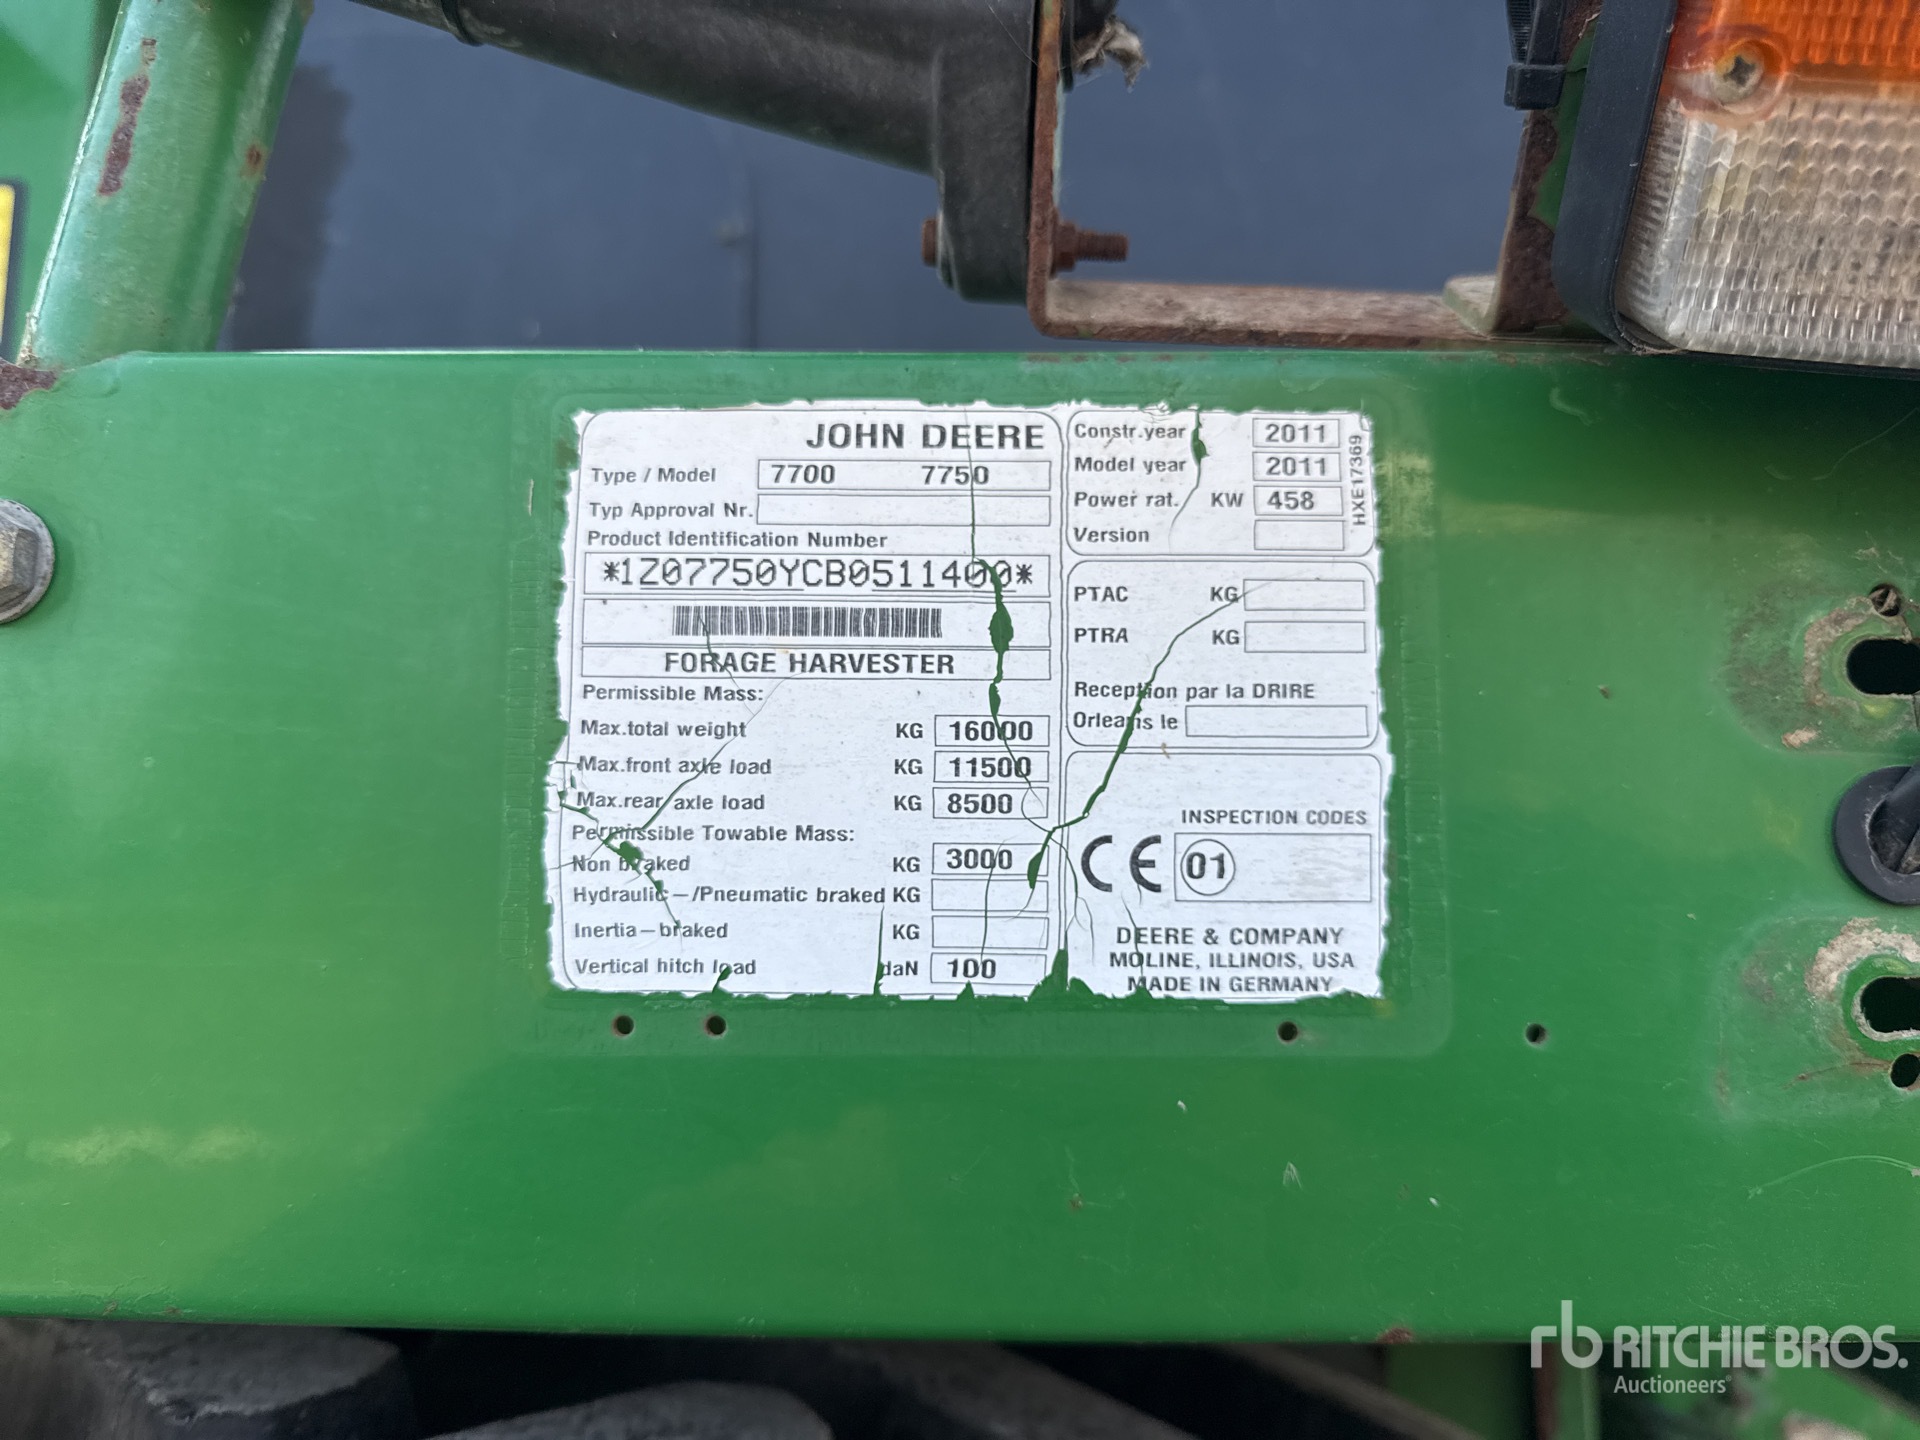 JOHN DEERE
Type / Model 7700 7750
Typ Approval Nr.
Product Identification Number
*1Z07750YCB0511400*
FORAGE HARVESTER
Permissible Mass:
Max.total weight KG 16000
Max.front axle load KG 11500
Max.rear axle load KG 8500
Permissible Towable Mass:
Non braked KG 3000
Hydraulic-/Pneumatic braked KG
Inertia-braked KG
Vertical hitch load daN 100
Constr.year 2011
Model year 2011
Power rat. KW 458
Version
HXE17369
PTAC KG
PTRA KG
Reception par la DRIRE
Orleans le
INSPECTION CODES
CE 01
DEERE & COMPANY
MOLINE, ILLINOIS, USA
MADE IN GERMANY
rb RITCHIE BROS.
Auctioneers